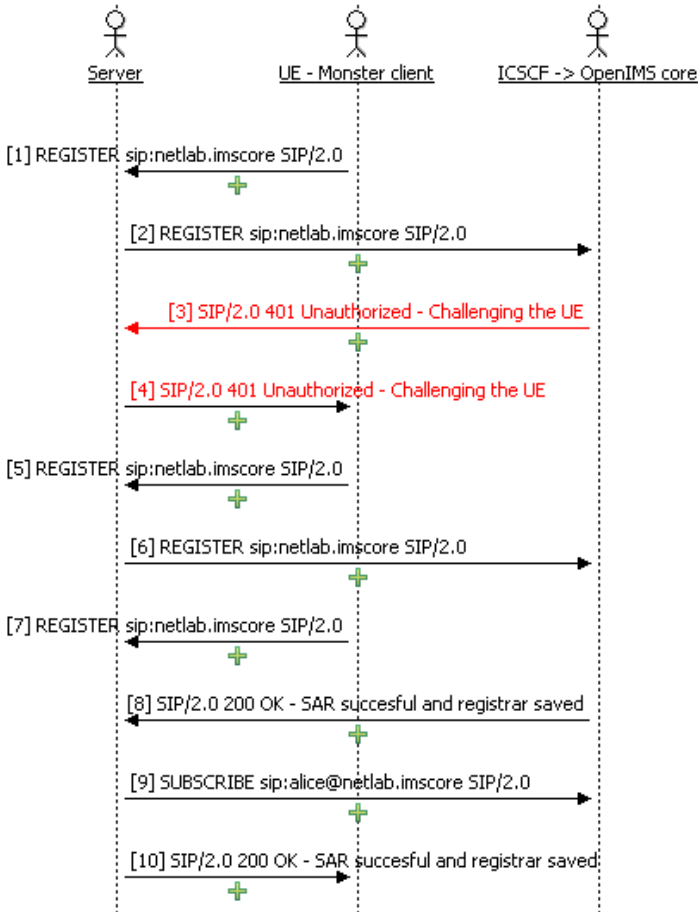 Server UE - Monster client ICSCF -> OpenIMS core
[1] REGISTER sip:netlab.imscore SIP/2.0
[2] REGISTER sip:netlab.imscore SIP/2.0
[3] SIP/2.0 401 Unauthorized - Challenging the UE
[4] SIP/2.0 401 Unauthorized - Challenging the UE
[5] REGISTER sip:netlab.imscore SIP/2.0
[6] REGISTER sip:netlab.imscore SIP/2.0
[7] REGISTER sip:netlab.imscore SIP/2.0
[8] SIP/2.0 200 OK - SAR succesful and registrar saved
[9] SUBSCRIBE sip:alice@netlab.imscore SIP/2.0
[10] SIP/2.0 200 OK - SAR succesful and registrar saved